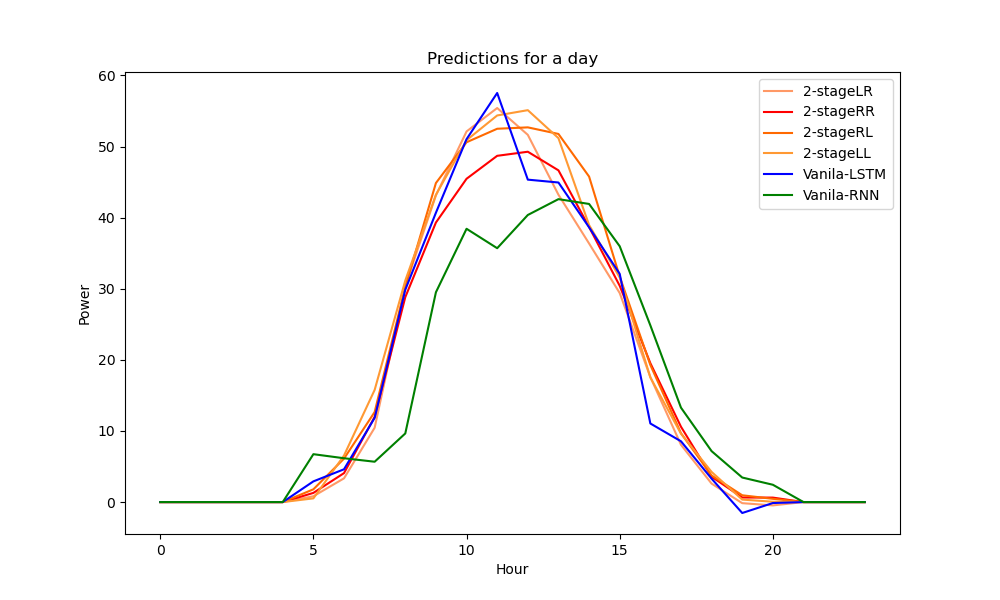 Predictions for a day
60
50
40
30
20
10
0
Power
0 5 10 15 20
Hour
2-stageLR
2-stageRR
2-stageRL
2-stageLL
Vanila-LSTM
Vanila-RNN